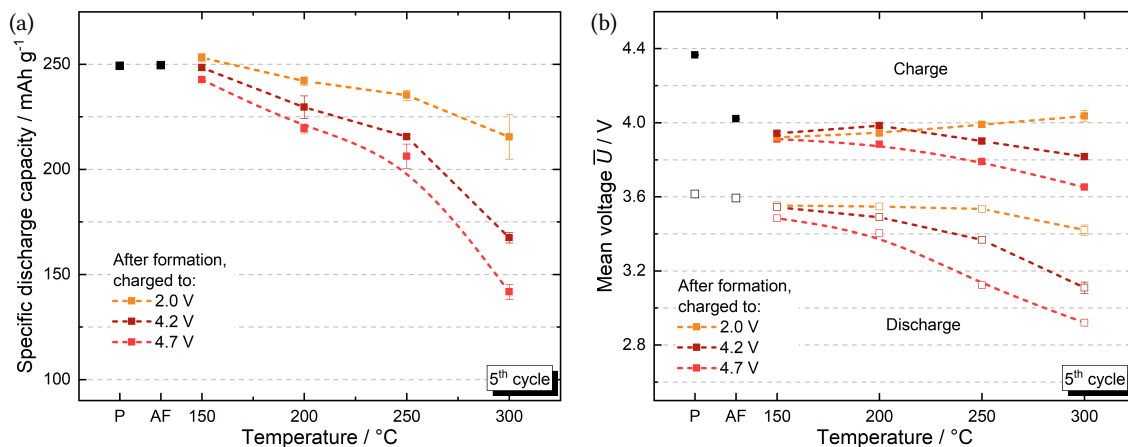 (a)
Specific discharge capacity / mAh g⁻¹
250
200
150
100
After formation,
charged to:
2.0 V
4.2 V
4.7 V
5th cycle
P AF 150 200 250 300
Temperature / °C
(b)
Mean voltage U̅ / V
4.4
4.0
3.6
3.2
2.8
Charge
After formation,
charged to:
2.0 V
4.2 V
4.7 V
Discharge
5th cycle
P AF 150 200 250 300
Temperature / °C